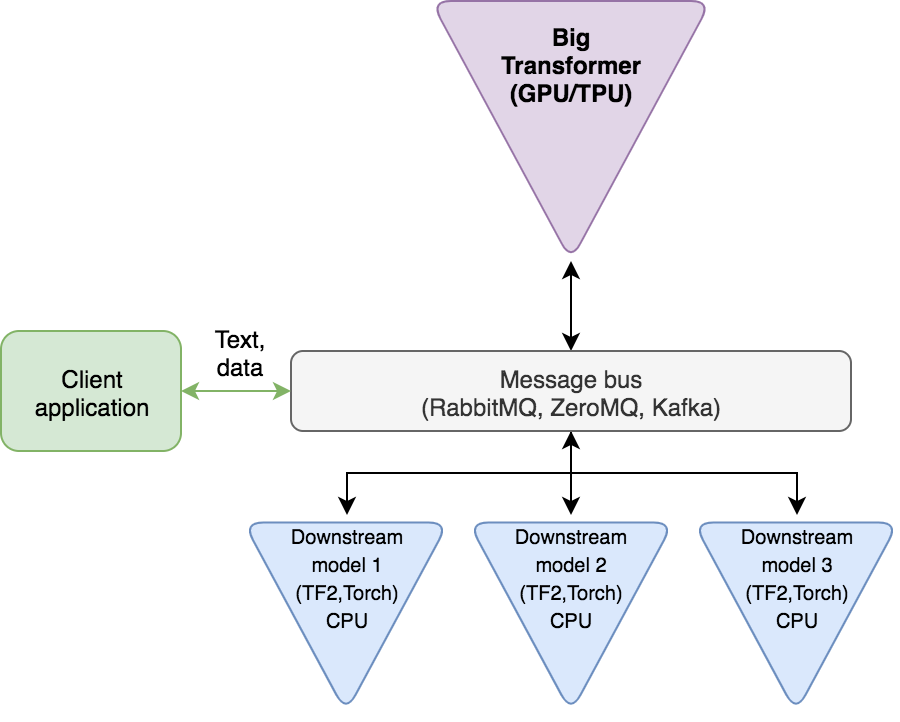 Big
Transformer
(GPU/TPU)
Text,
data
Client
application
Message bus
(RabbitMQ, ZeroMQ, Kafka)
Downstream
model 1
(TF2,Torch)
CPU
Downstream
model 2
(TF2,Torch)
CPU
Downstream
model 3
(TF2,Torch)
CPU